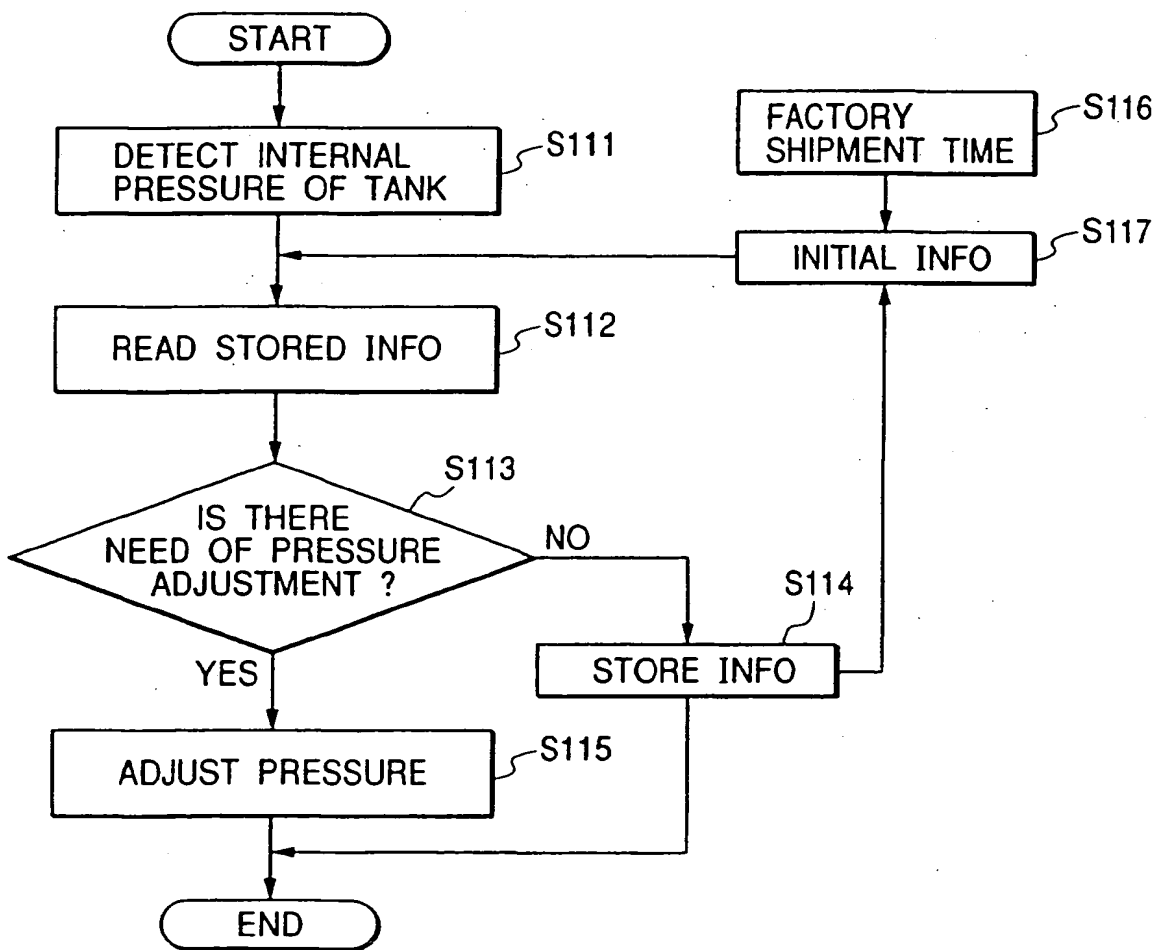 START
DETECT INTERNAL
PRESSURE OF TANK
S111
FACTORY
SHIPMENT TIME
S116
INITIAL INFO
S117
READ STORED INFO
S112
IS THERE
NEED OF PRESSURE
ADJUSTMENT ?
S113
NO
YES
STORE INFO
S114
ADJUST PRESSURE
S115
END